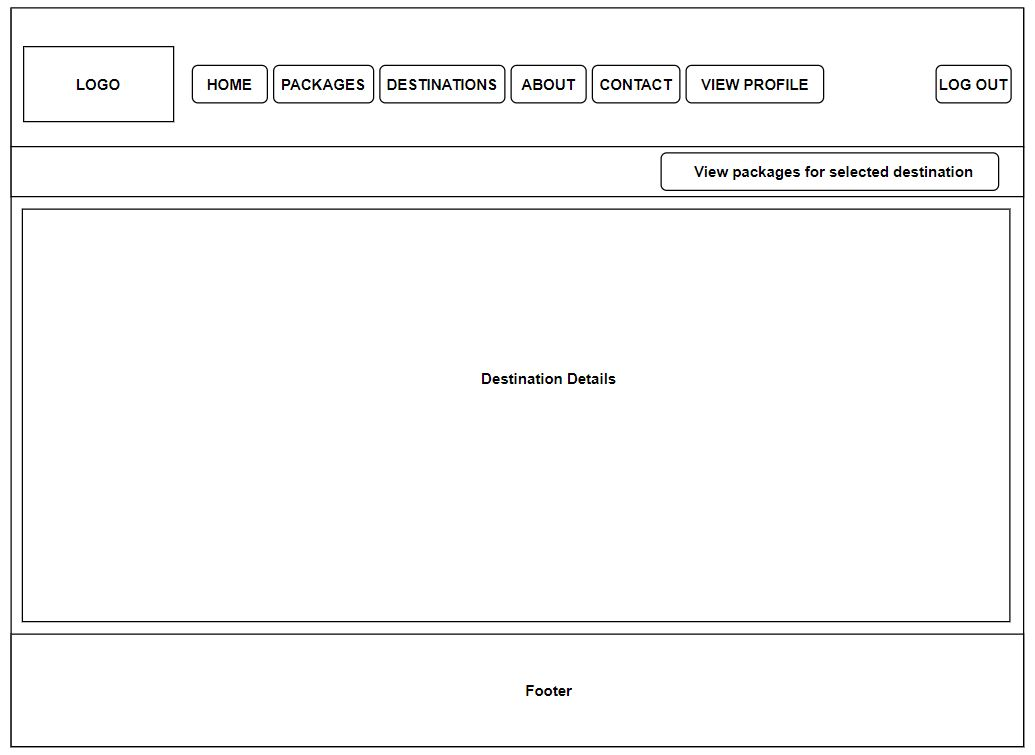 LOGO
HOME
PACKAGES
DESTINATIONS
ABOUT
CONTACT
VIEW PROFILE
LOG OUT
View packages for selected destination
Destination Details
Footer